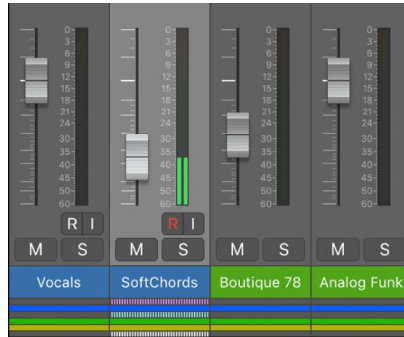 0 0 0 0
3 3 3 3
6 6 6 6
9 9 9 9
12 12 12 12
15 15 15 15
18 18 18 18
21 21 21 21
24 24 24 24
30 30 30 30
35 35 35 35
40 40 40 40
45 45 45 45
50 50 50 50
60 60 60 60
R I R I
M S M S M S M S
Vocals SoftChords Boutique 78 Analog Funk